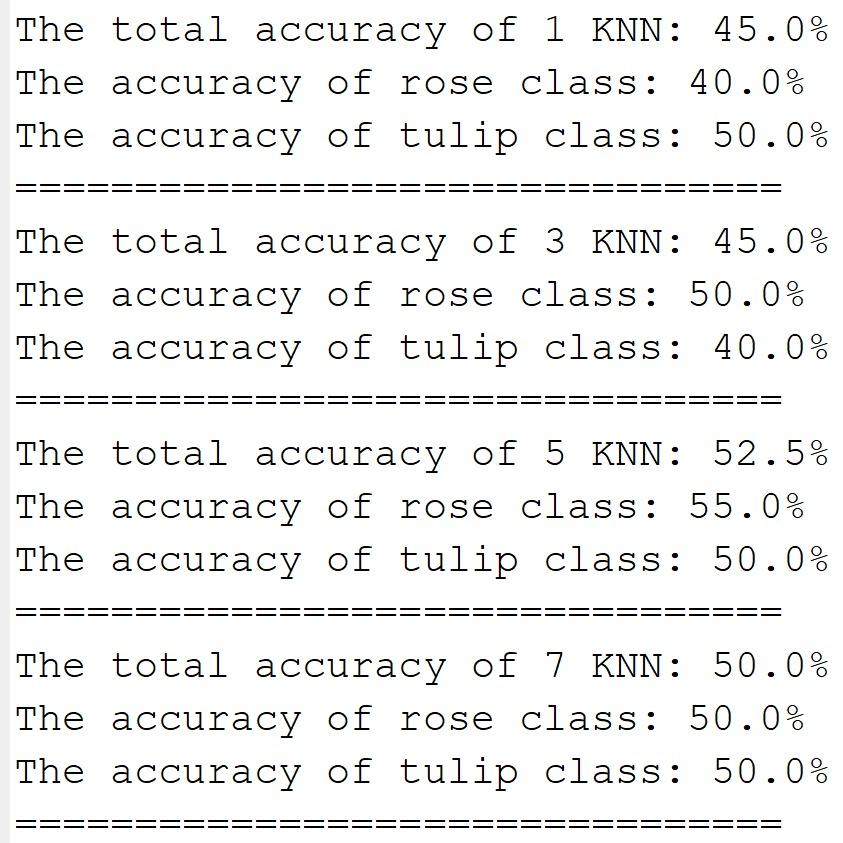 The total accuracy of 1 KNN: 45.0%
The accuracy of rose class: 40.0%
The accuracy of tulip class: 50.0%
================================
The total accuracy of 3 KNN: 45.0%
The accuracy of rose class: 50.0%
The accuracy of tulip class: 40.0%
================================
The total accuracy of 5 KNN: 52.5%
The accuracy of rose class: 55.0%
The accuracy of tulip class: 50.0%
================================
The total accuracy of 7 KNN: 50.0%
The accuracy of rose class: 50.0%
The accuracy of tulip class: 50.0%
================================